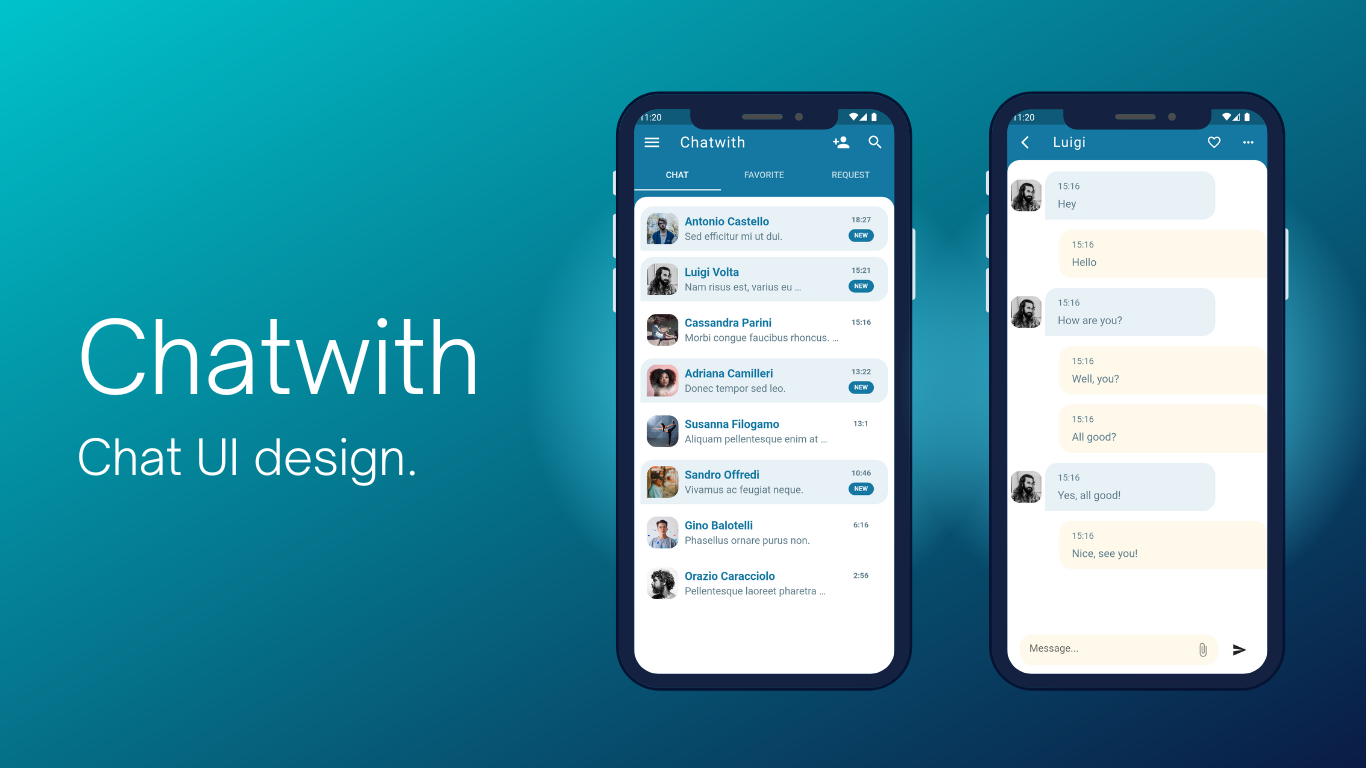 Chatwith
Chat UI design.
11:20
Chatwith
CHAT FAVORITE REQUEST
Antonio Castello 18:27
Sed efficitur mi ut dui. NEW
Luigi Volta 15:21
Nam risus est, varius eu ... NEW
Cassandra Parini 15:16
Morbi congue faucibus rhoncus. ...
Adriana Camilleri 13:22
Donec tempor sed leo. NEW
Susanna Filogamo 13:1
Aliquam pellentesque enim at ...
Sandro Offredi 10:46
Vivamus ac feugiat neque. NEW
Gino Balotelli 6:16
Phasellus ornare purus non.
Orazio Caracciolo 2:56
Pellentesque laoreet pharetra ...
11:20
Luigi
15:16
Hey
15:16
Hello
15:16
How are you?
15:16
Well, you?
15:16
All good?
15:16
Yes, all good!
15:16
Nice, see you!
Message...